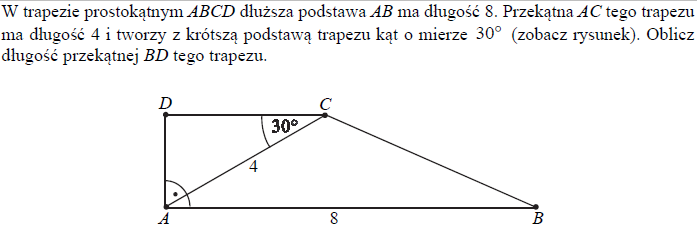 W trapezie prostokątnym ABCD dłuższa podstawa AB ma długość 8. Przekątna AC tego trapezu
ma długość 4 i tworzy z krótszą podstawą trapezu kąt o mierze 30° (zobacz rysunek). Oblicz
długość przekątnej BD tego trapezu.
D C
30°
4
A 8 B